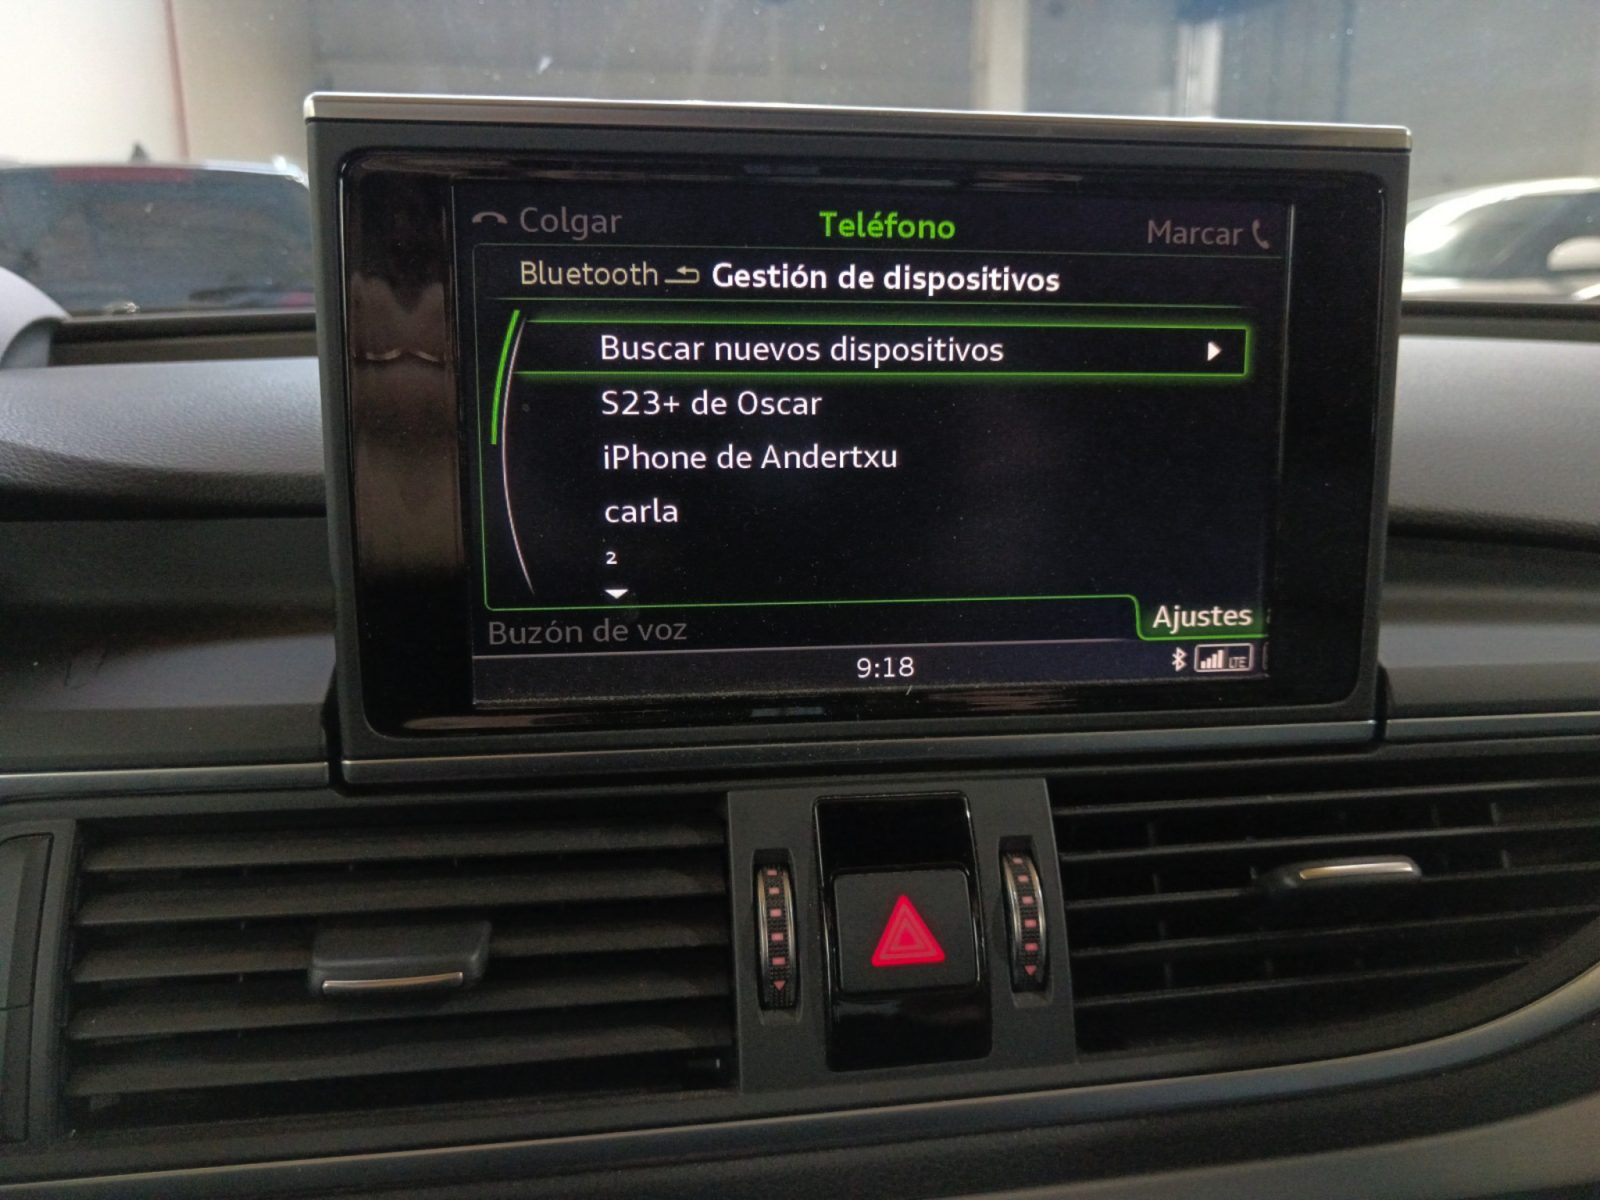 Colgar Teléfono Marcar
Bluetooth Gestión de dispositivos
Buscar nuevos dispositivos
S23+ de Oscar
iPhone de Andertxu
carla
2
Ajustes
Buzón de voz
9:18 LTE